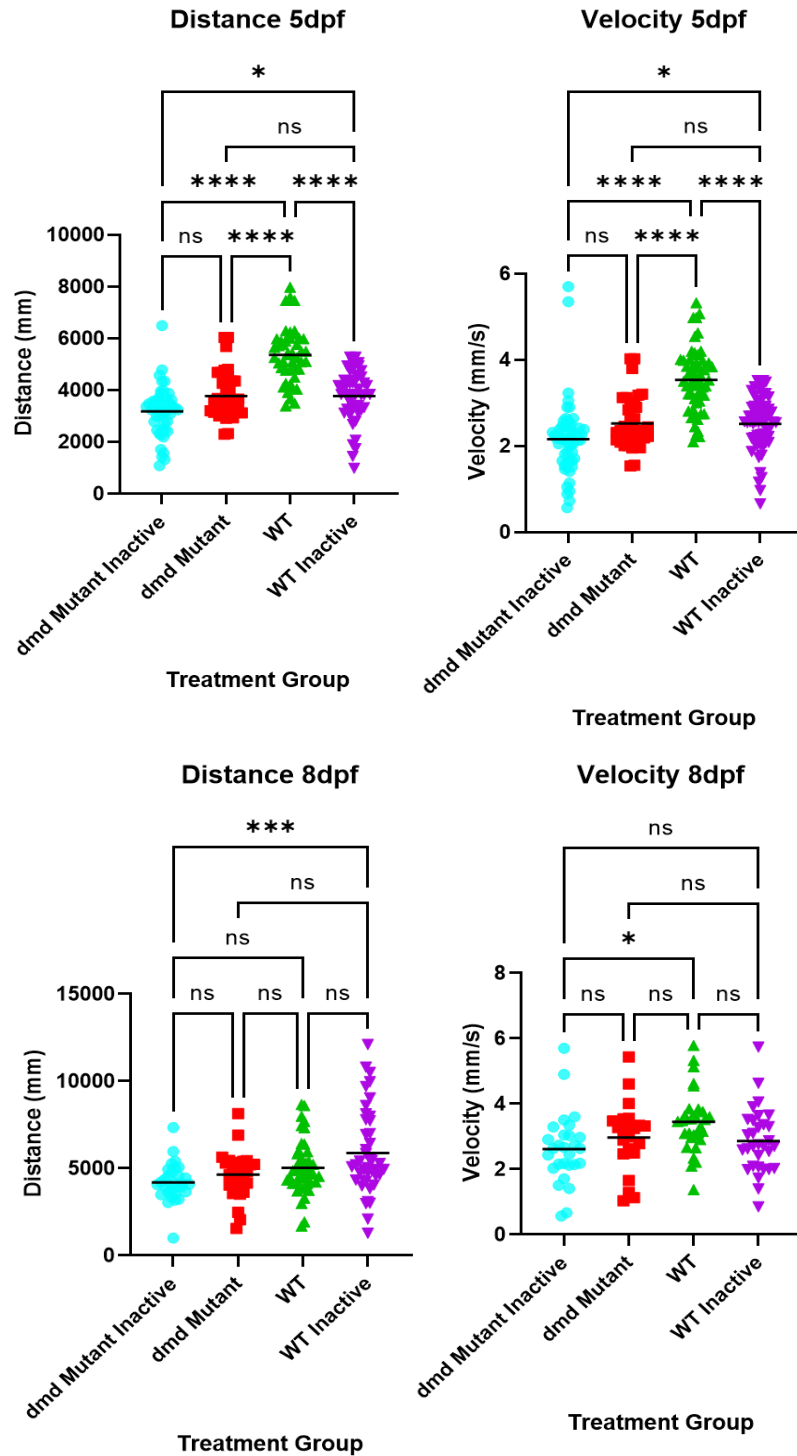 Distance 5dpf
*
ns
**** ****
ns ****
10000
8000
6000
4000
2000
0
Distance (mm)
dmd Mutant Inactive
dmd Mutant
WT
WT Inactive
Treatment Group
Velocity 5dpf
*
ns
**** ****
ns ****
6
4
2
0
Velocity (mm/s)
dmd Mutant Inactive
dmd Mutant
WT
WT Inactive
Treatment Group
Distance 8dpf
***
ns
ns
ns ns ns
15000
10000
5000
0
Distance (mm)
dmd Mutant Inactive
dmd Mutant
WT
WT Inactive
Treatment Group
Velocity 8dpf
ns
ns
*
ns ns ns
8
6
4
2
0
Velocity (mm/s)
dmd Mutant Inactive
dmd Mutant
WT
WT Inactive
Treatment Group